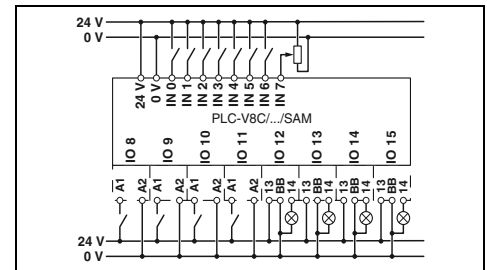 24 V
0 V
24 V
0 V
IN 0
IN 1
IN 2
IN 3
IN 4
IN 5
IN 6
IN 7
PLC-V8C/.../SAM
IO 8
IO 9
IO 10
IO 11
IO 12
IO 13
IO 14
IO 15
A1
A2
A1
A2
A1
A2
A1
A2
13
BB
14
13
BB
14
13
BB
14
13
BB
14
24 V
0 V